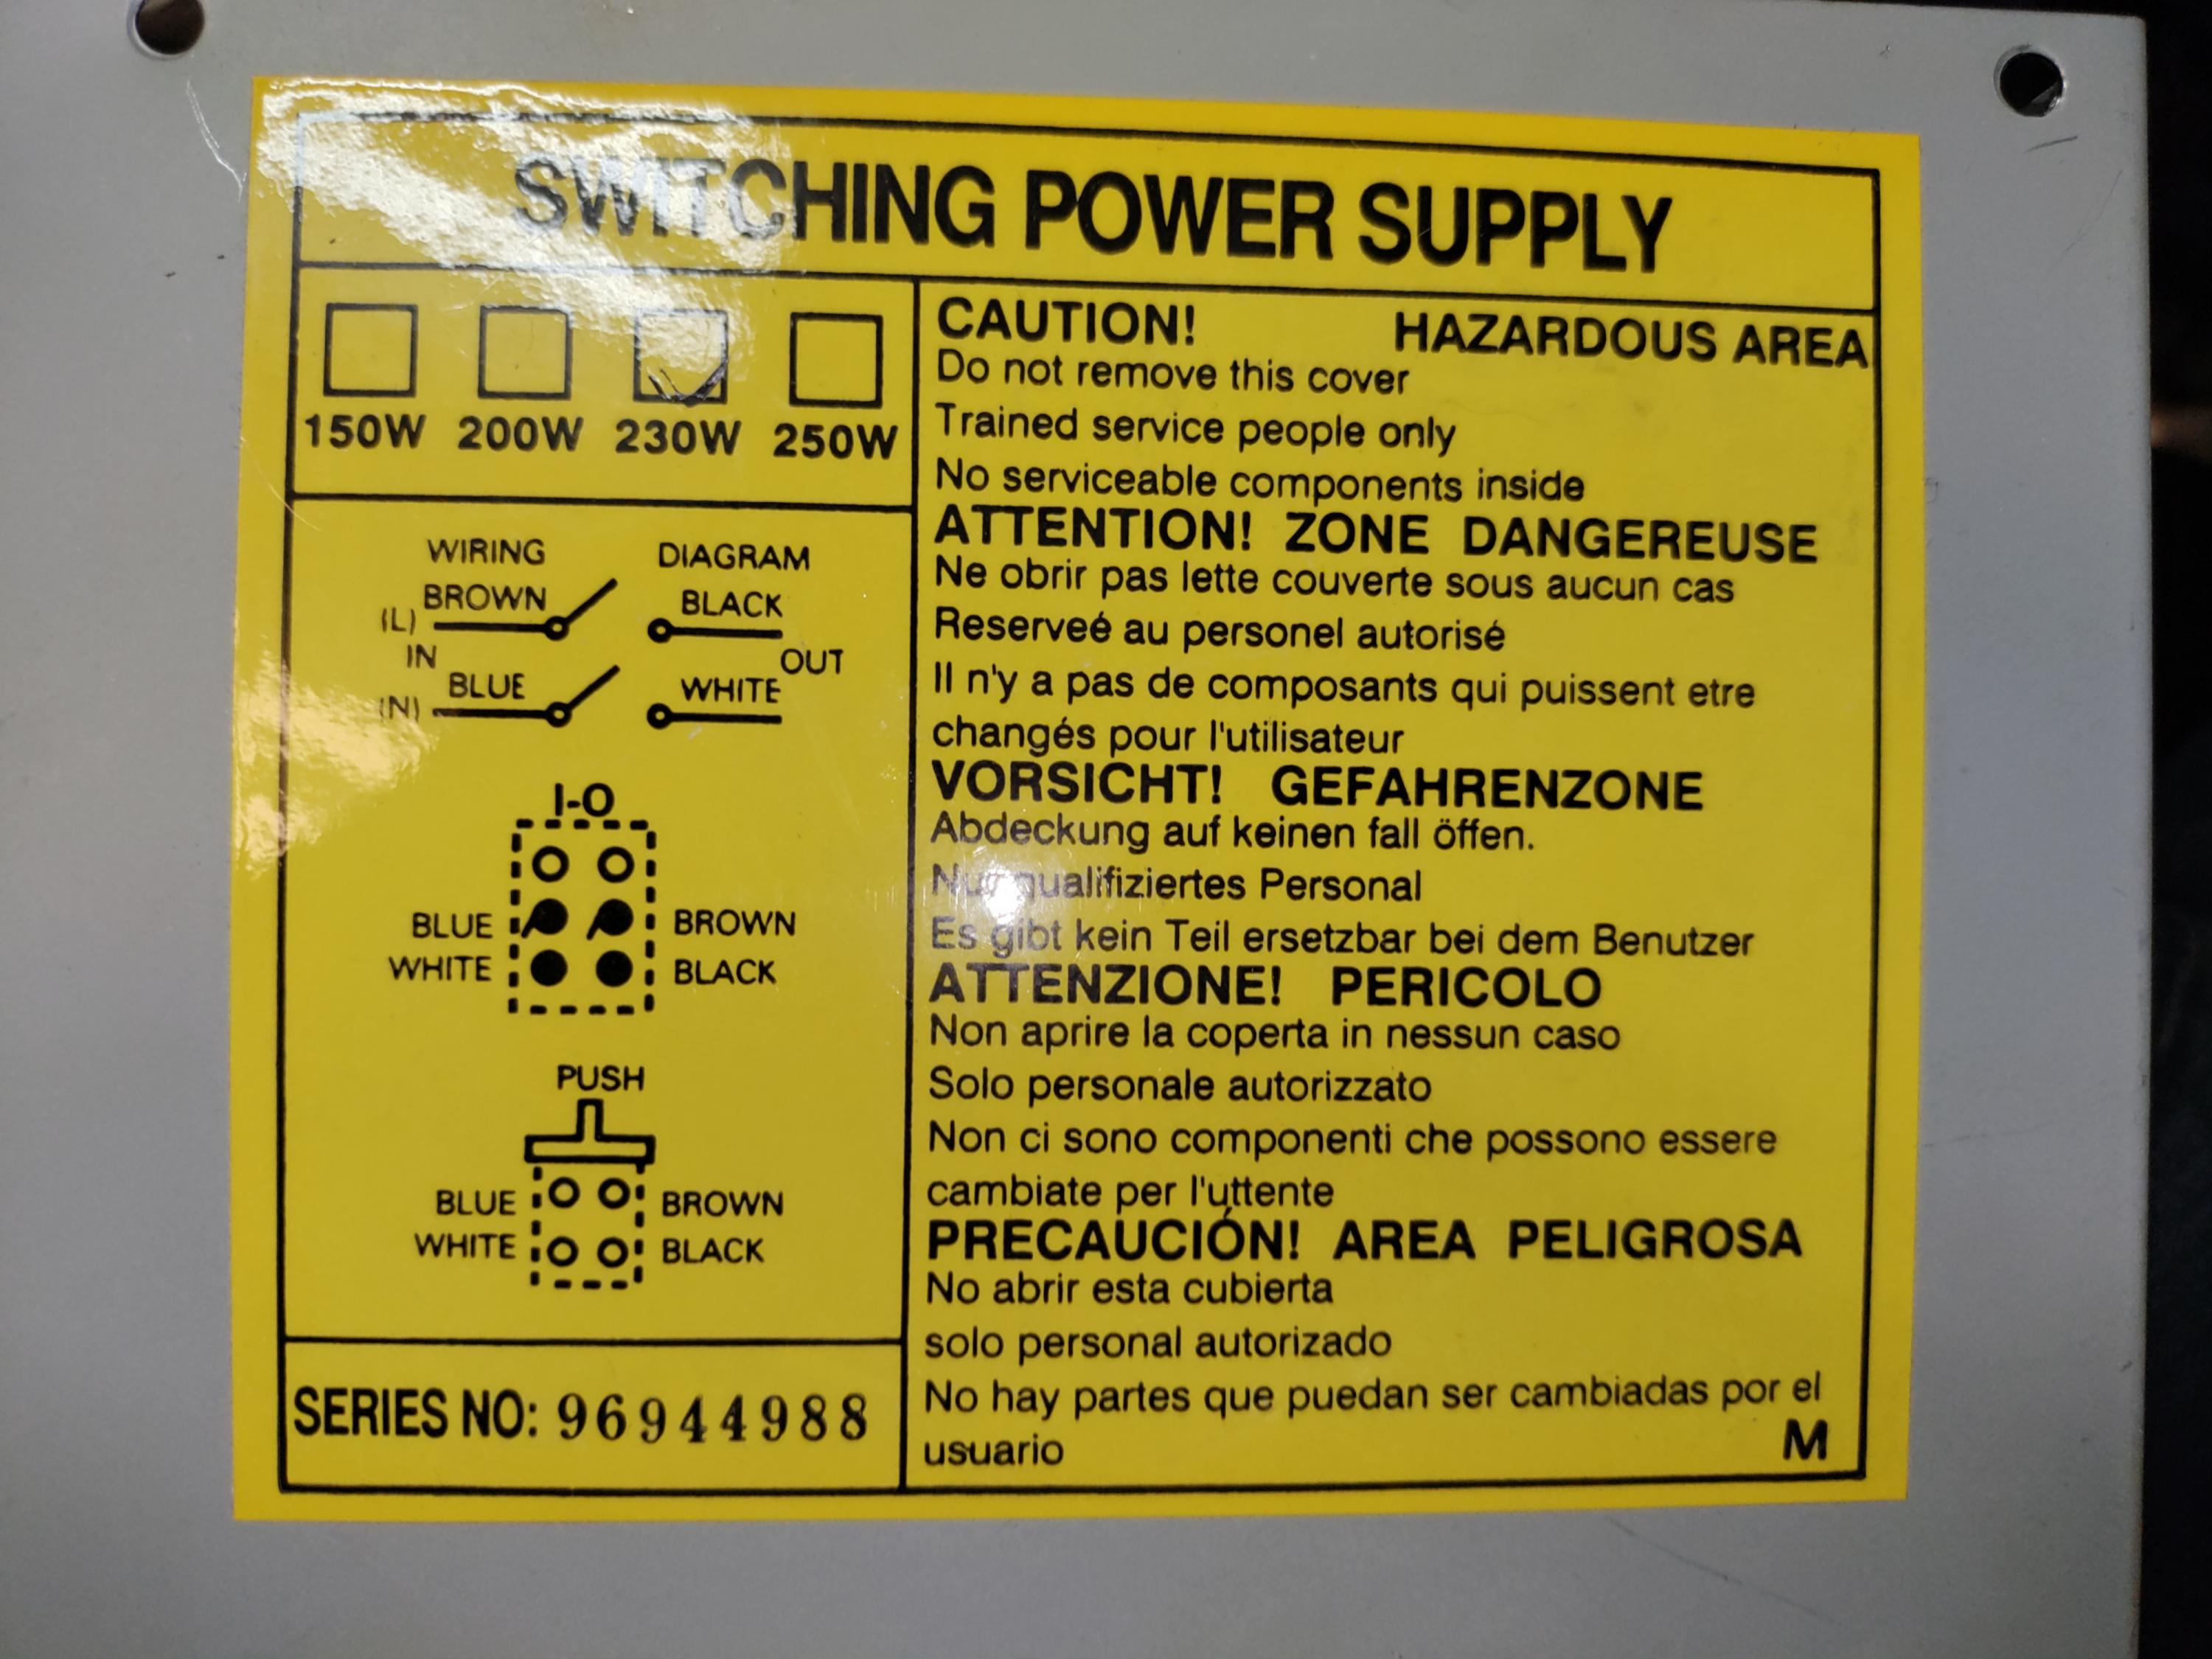 SWITCHING POWER SUPPLY
150W 200W 230W 250W
WIRING DIAGRAM
(L) BROWN BLACK
IN OUT
(N) BLUE WHITE
I-O
BLUE BROWN
WHITE BLACK
PUSH
BLUE BROWN
WHITE BLACK
SERIES NO: 96944988
CAUTION! HAZARDOUS AREA
Do not remove this cover
Trained service people only
No serviceable components inside
ATTENTION! ZONE DANGEREUSE
Ne obrir pas lette couverte sous aucun cas
Reserveé au personel autorisé
Il n'y a pas de composants qui puissent etre
changés pour l'utilisateur
VORSICHT! GEFAHRENZONE
Abdeckung auf keinen fall öffen.
Nur qualifiziertes Personal
Es gibt kein Teil ersetzbar bei dem Benutzer
ATTENZIONE! PERICOLO
Non aprire la coperta in nessun caso
Solo personale autorizzato
Non ci sono componenti che possono essere
cambiate per l'uttente
PRECAUCIÓN! AREA PELIGROSA
No abrir esta cubierta
solo personal autorizado
No hay partes que puedan ser cambiadas por el
usuario
M